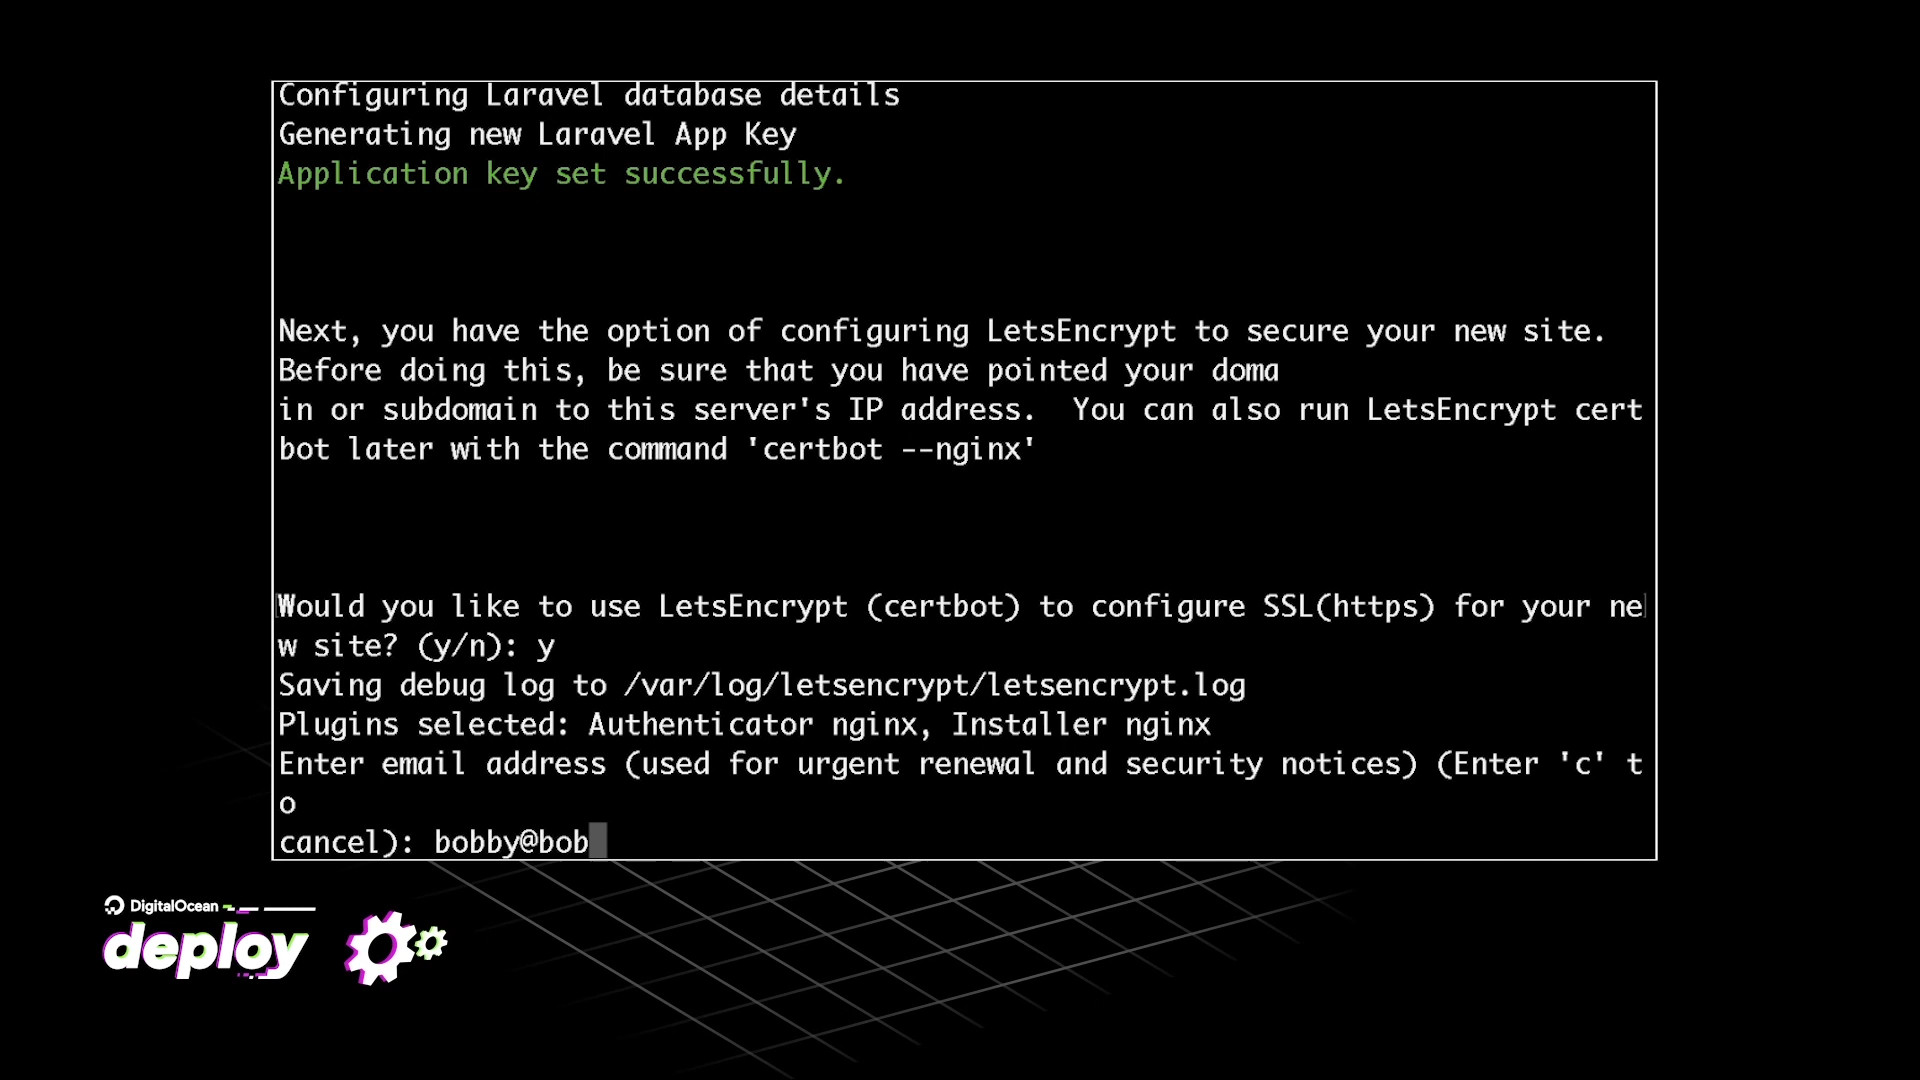 Configuring Laravel database details
Generating new Laravel App Key
Application key set successfully.
Next, you have the option of configuring LetsEncrypt to secure your new site.
Before doing this, be sure that you have pointed your doma
in or subdomain to this server's IP address.  You can also run LetsEncrypt cert
bot later with the command 'certbot --nginx'
Would you like to use LetsEncrypt (certbot) to configure SSL(https) for your ne
w site? (y/n): y
Saving debug log to /var/log/letsencrypt/letsencrypt.log
Plugins selected: Authenticator nginx, Installer nginx
Enter email address (used for urgent renewal and security notices) (Enter 'c' t
o
cancel): bobby@bob
DigitalOcean
deploy